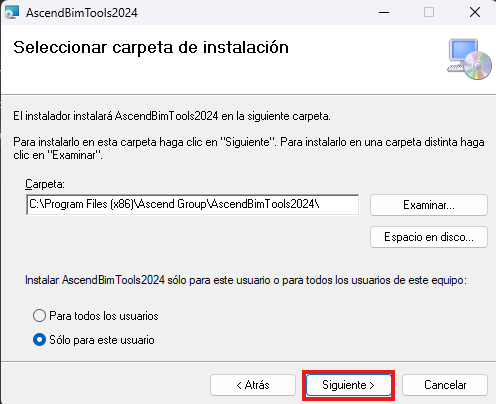 AscendBimTools2024
Seleccionar carpeta de instalación
El instalador instalará AscendBimTools2024 en la siguiente carpeta.
Para instalarlo en esta carpeta haga clic en "Siguiente". Para instalarlo en una carpeta distinta haga
clic en "Examinar".
Carpeta:
C:\Program Files (x86)\Ascend Group\AscendBimTools2024\
Examinar...
Espacio en disco...
Instalar AscendBimTools2024 sólo para este usuario o para todos los usuarios de este equipo:
Para todos los usuarios
Sólo para este usuario
< Atrás
Siguiente >
Cancelar